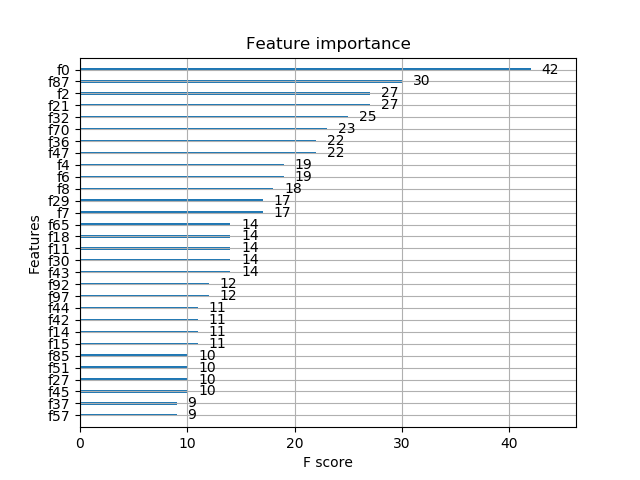 Feature importance
f0 42
f87 30
f2 27
f21 27
f32 25
f70 23
f36 22
f47 22
f4 19
f6 19
f8 18
f29 17
f7 17
f65 14
f18 14
f11 14
f30 14
f43 14
f92 12
f97 12
f44 11
f42 11
f14 11
f15 11
f85 10
f51 10
f27 10
f45 10
f37 9
f57 9
Features
0 10 20 30 40
F score